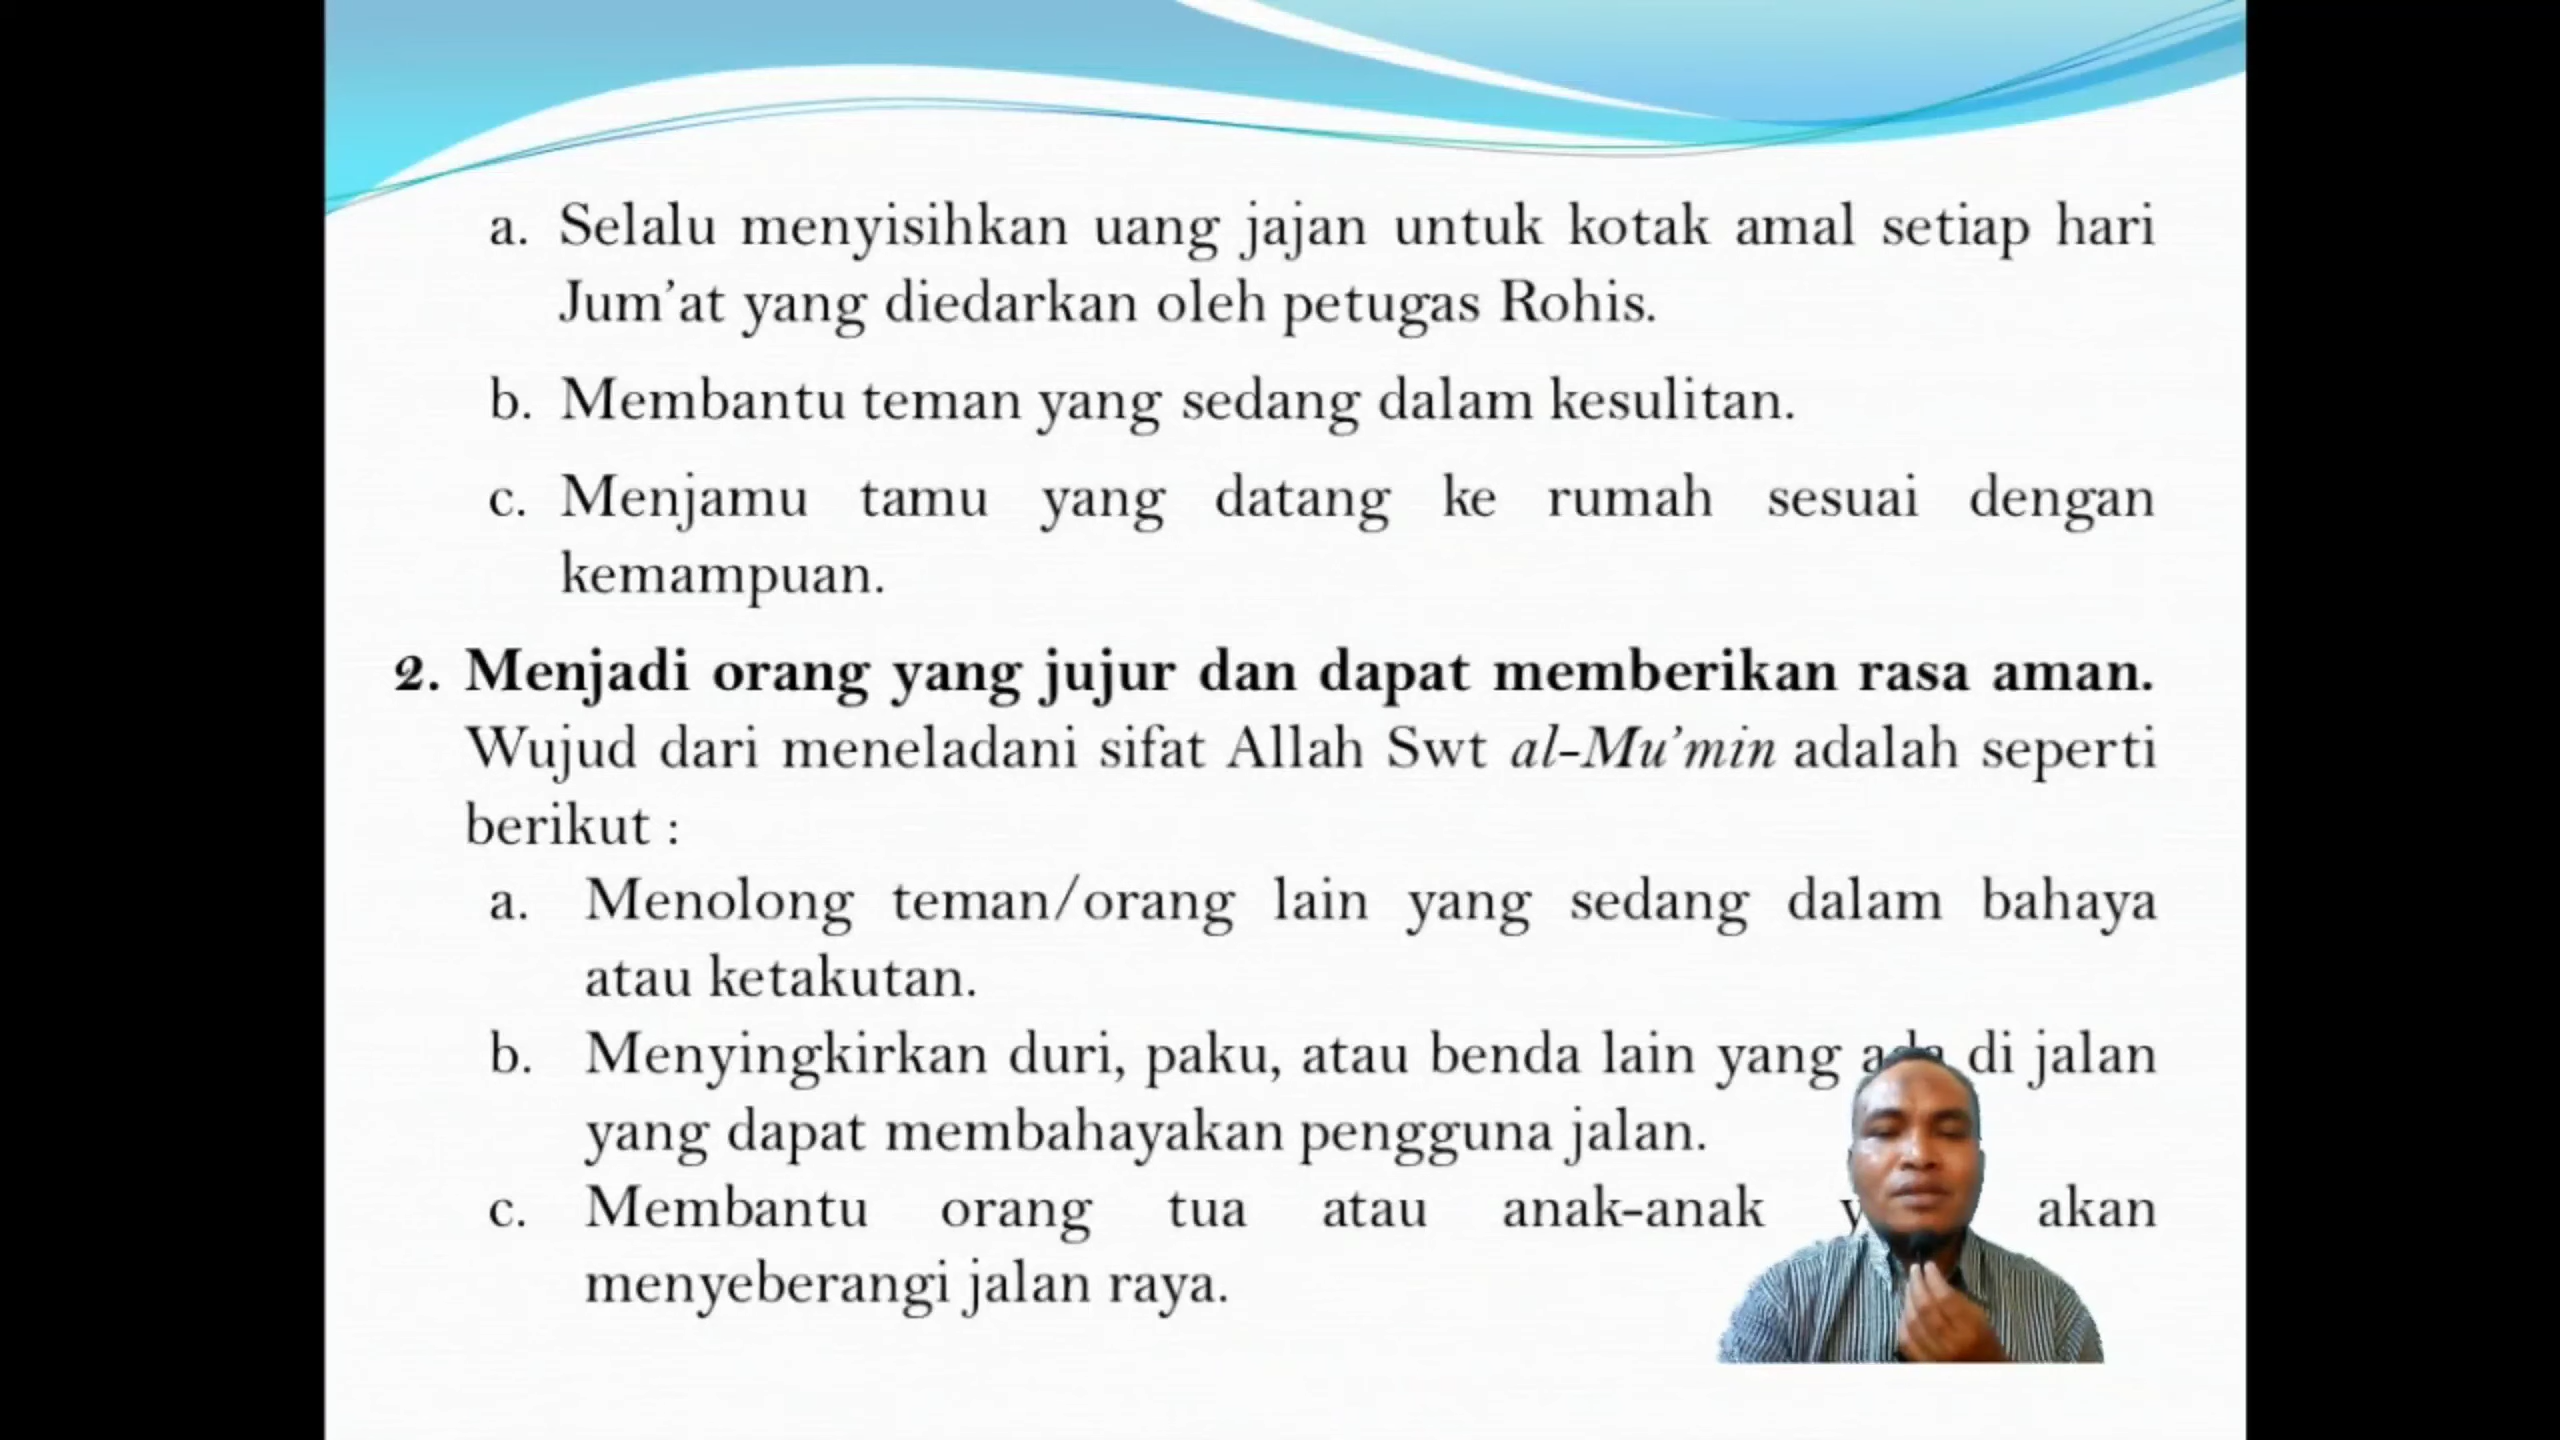 a. Selalu menyisihkan uang jajan untuk kotak amal setiap hari
Jum’at yang diedarkan oleh petugas Rohis.
b. Membantu teman yang sedang dalam kesulitan.
c. Menjamu tamu yang datang ke rumah sesuai dengan
kemampuan.
2. Menjadi orang yang jujur dan dapat memberikan rasa aman.
Wujud dari meneladani sifat Allah Swt al-Mu’min adalah seperti
berikut :
a. Menolong teman/orang lain yang sedang dalam bahaya
atau ketakutan.
b. Menyingkirkan duri, paku, atau benda lain yang ada di jalan
yang dapat membahayakan pengguna jalan.
c. Membantu orang tua atau anak-anak akan
menyeberangi jalan raya.